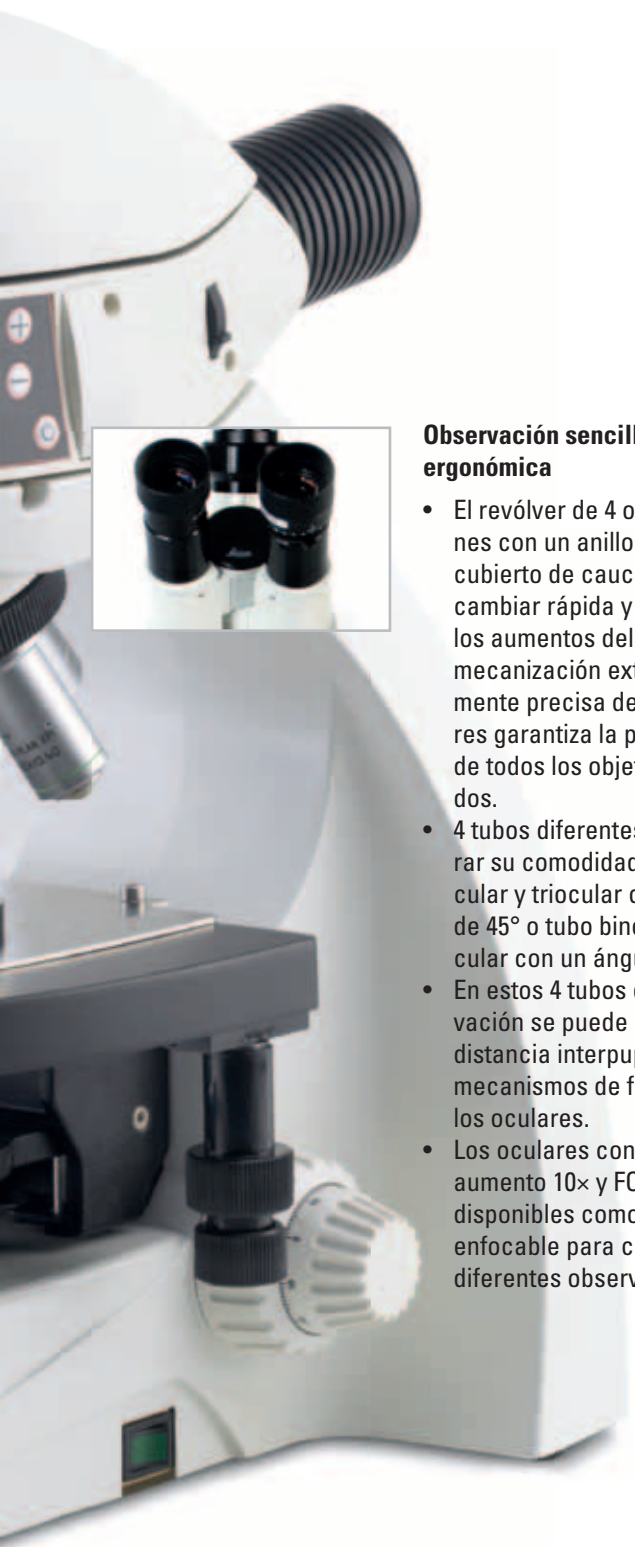 Observación sencill
ergonómica
• El revólver de 4 o
nes con un anillo
cubierto de cauc
cambiar rápida y
los aumentos del
mecanización ext
mente precisa de
res garantiza la p
de todos los objet
dos.
• 4 tubos diferentes
rar su comodidad
cular y triocular
de 45° o tubo bino
cular con un ángu
• En estos 4 tubos
vación se puede
distancia interpup
mecanismos de f
los oculares.
• Los oculares con
aumento 10× y FO
disponibles como
enfocable para c
diferentes observ